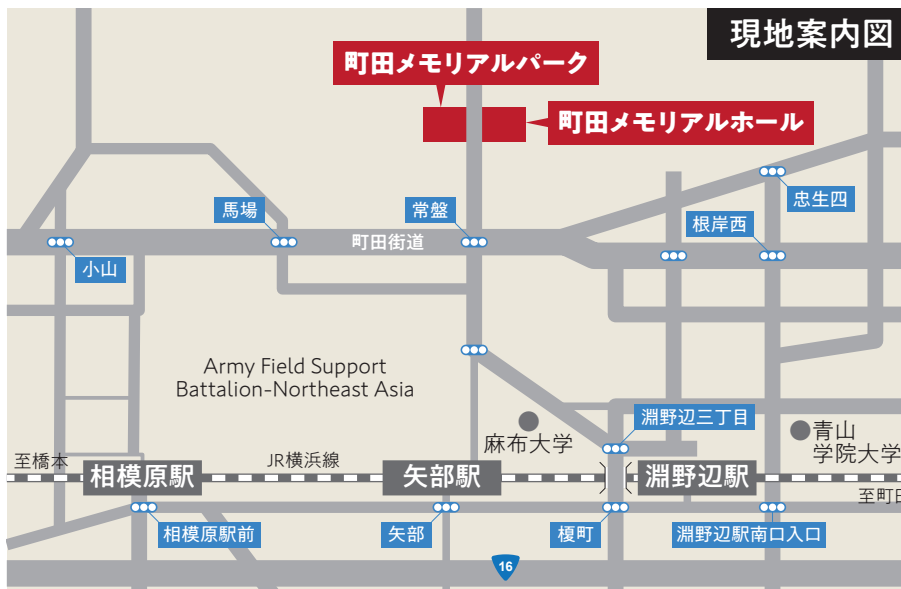 現地案内図
町田メモリアルパーク
町田メモリアルホール
忠生四
馬場
常盤
根岸西
町田街道
小山
Army Field Support
Battalion-Northeast Asia
淵野辺三丁目
麻布大学
青山
学院大学
至橋本
JR横浜線
相模原駅
矢部駅
淵野辺駅
至町田
相模原駅前
矢部
榎町
淵野辺駅南口入口
16